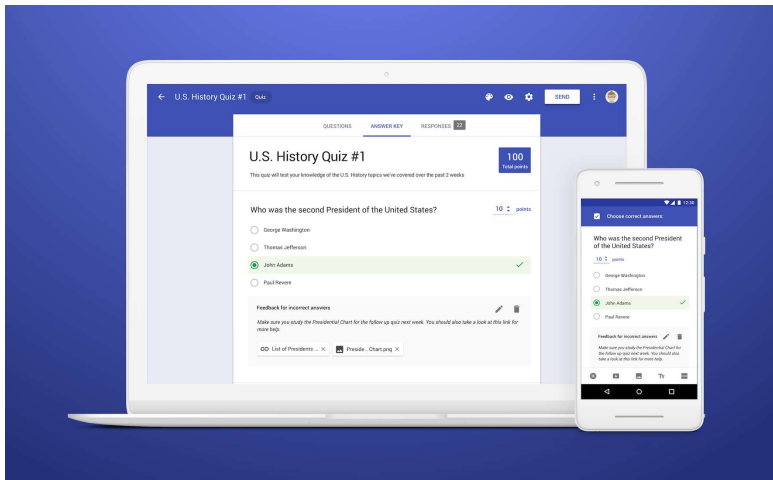 U.S. History Quiz #1 Quiz
SEND
QUESTIONS ANSWER KEY RESPONSES 22
U.S. History Quiz #1
100
Total points
This quiz will test your knowledge of the U.S. History topics we've covered over the past 2 weeks
Who was the second President of the United States?
10 points
George Washington
Thomas Jefferson
John Adams
Paul Revere
Feedback for incorrect answers
Make sure you study the Presidential Chart for the follow up quiz next week. You should also take a look at this link for
more help.
List of Presidents ...
Preside... Chart.png
12:30
Choose correct answers:
Who was the second President
of the United States?
10 points
George Washington
Thomas Jefferson
John Adams
Paul Revere
Feedback for incorrect answers
Make sure you study the Presidential Chart for
the follow up quiz next week. You should also
take a look at this link for more help.
Tт